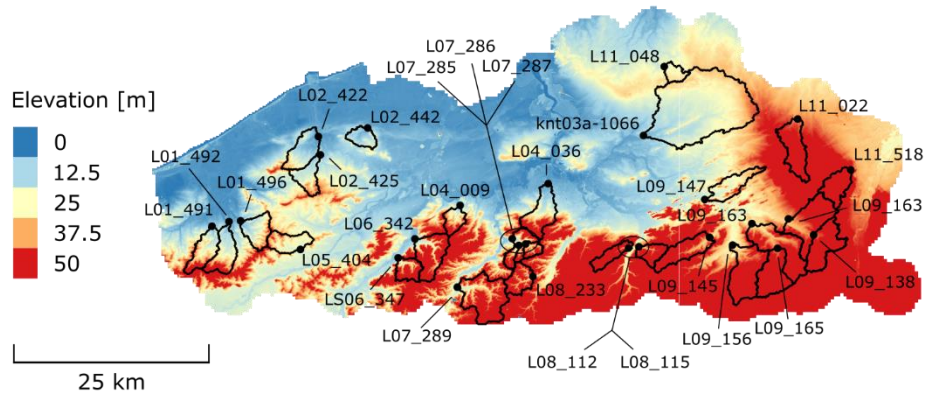 L07_286
L07_285
L07_287
L11_048
Elevation [m]
0
12.5
25
37.5
50
L02_422
L02_442
L11_022
knt03a-1066
L01_492
L04_036
L01_496
L02_425
L11_518
L01_491
L04_009
L09_147
L06_342
L09_163
L09_163
L05_404
LS06_347
L08_233
L09_145
L09_138
L07_289
L09_165
L09_156
L08_112
L08_115
25 km